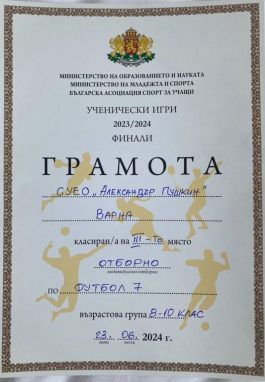 МИНИСТЕРСТВО НА ОБРАЗОВАНИЕТО И НАУКАТА
МИНИСТЕРСТВО НА МЛАДЕЖТА И СПОРТА
БЪЛГАРСКА АСОЦИАЦИЯ СПОРТ ЗА УЧАЩИ
УЧЕНИЧЕСКИ ИГРИ
2023/2024
ФИНАЛИ
ГРАМОТА
СУЕО „Александър Пушкин“
Варна
класиран/а на III-то място
ОТБОРНО
по ФУТБОЛ 7
възрастова група 8-10 КЛАС
23. 06. 2024 г.
дата месец